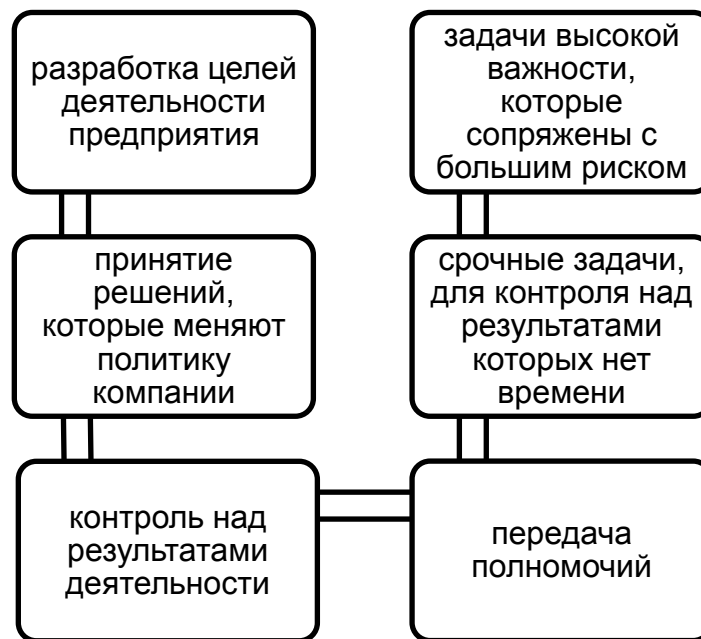 разработка целей
деятельности
предприятия
принятие
решений,
которые меняют
политику
компании
контроль над
результатами
деятельности
передача
полномочий
срочные задачи,
для контроля над
результатами
которых нет
времени
задачи высокой
важности,
которые
сопряжены с
большим риском